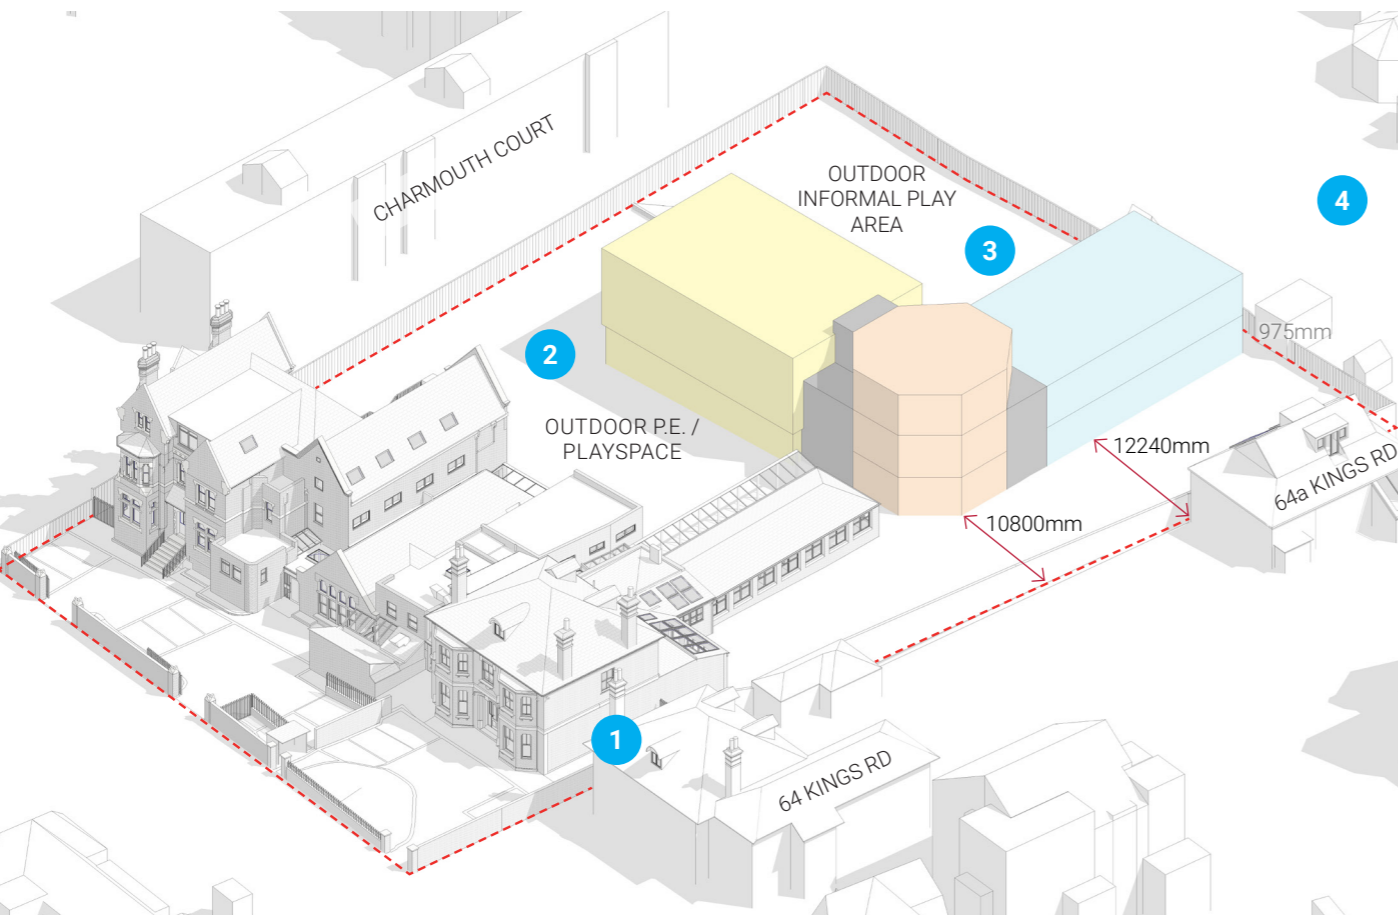 CHARMOUTH COURT
OUTDOOR
INFORMAL PLAY
AREA
4
3
975mm
2
OUTDOOR P.E. /
PLAYSPACE
12240mm
64a KINGS RD
10800mm
1
64 KINGS RD